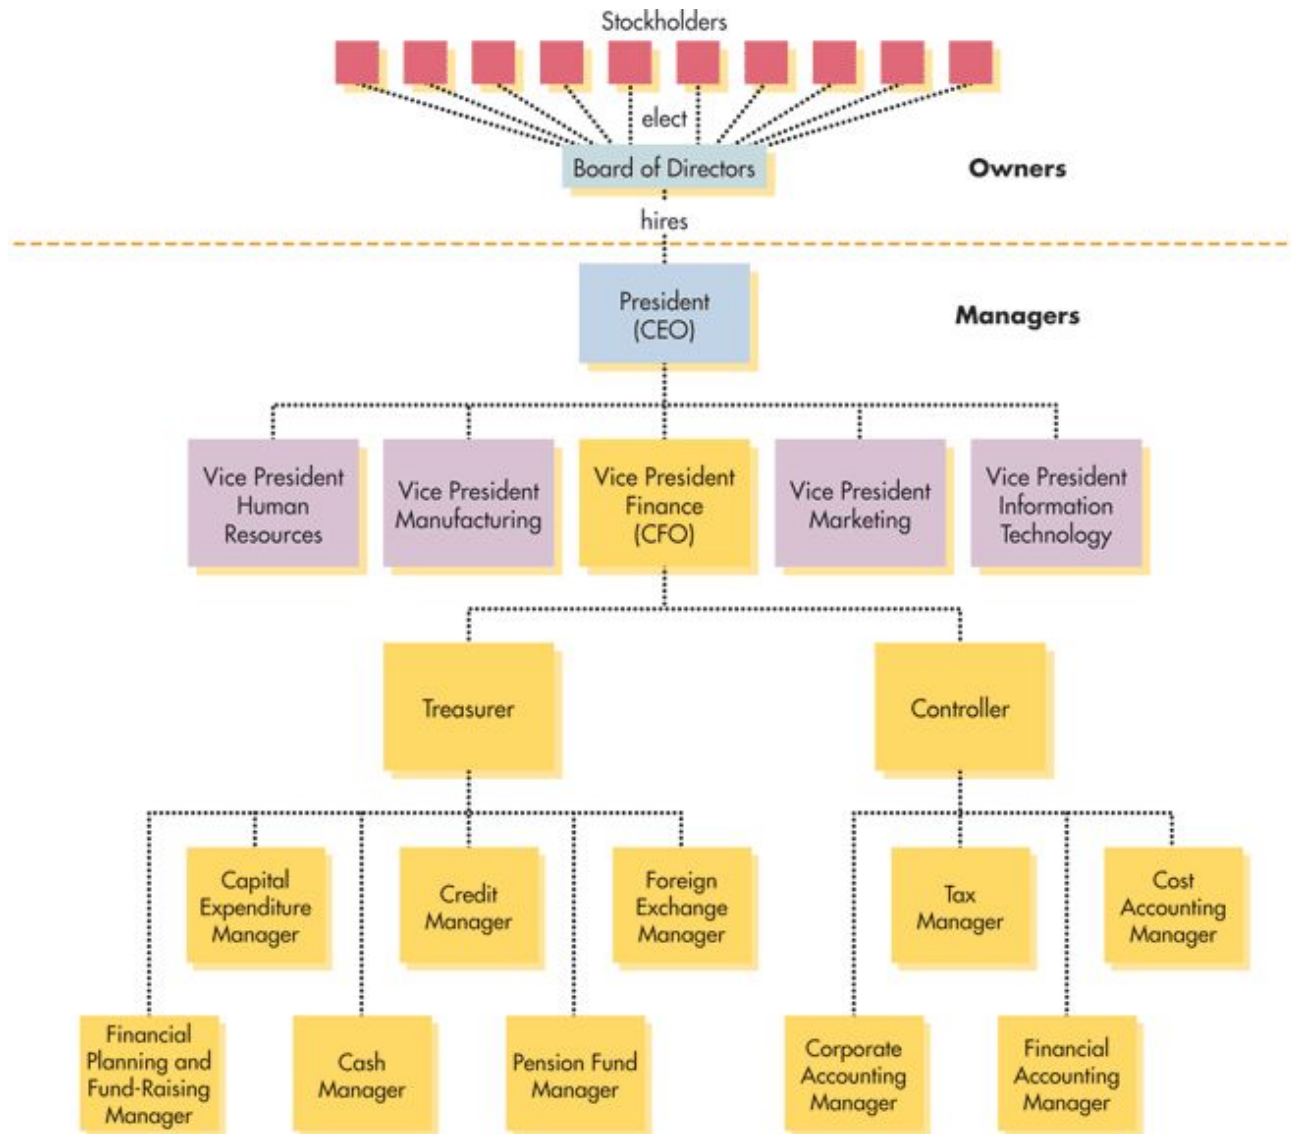 Stockholders
elect
Board of Directors
Owners
hires
President
(CEO)
Managers
Vice President
Human
Resources
Vice President
Manufacturing
Vice President
Finance
(CFO)
Vice President
Marketing
Vice President
Information
Technology
Treasurer
Controller
Capital
Expenditure
Manager
Credit
Manager
Foreign
Exchange
Manager
Tax
Manager
Cost
Accounting
Manager
Financial
Planning and
Fund-Raising
Manager
Cash
Manager
Pension Fund
Manager
Corporate
Accounting
Manager
Financial
Accounting
Manager